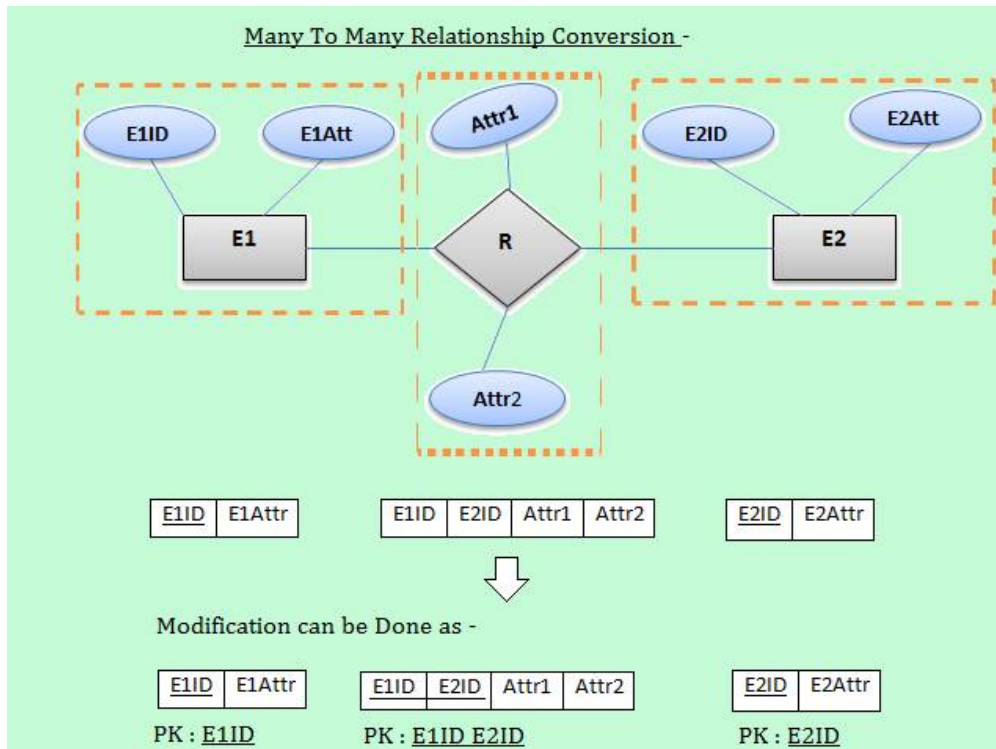 Many To Many Relationship Conversion -
E1ID E1Att Attr1 E2ID E2Att
E1 R E2
Attr2
E1ID E1Attr E1ID E2ID Attr1 Attr2 E2ID E2Attr
Modification can be Done as -
E1ID E1Attr E1ID E2ID Attr1 Attr2 E2ID E2Attr
PK : E1ID PK : E1ID E2ID PK : E2ID